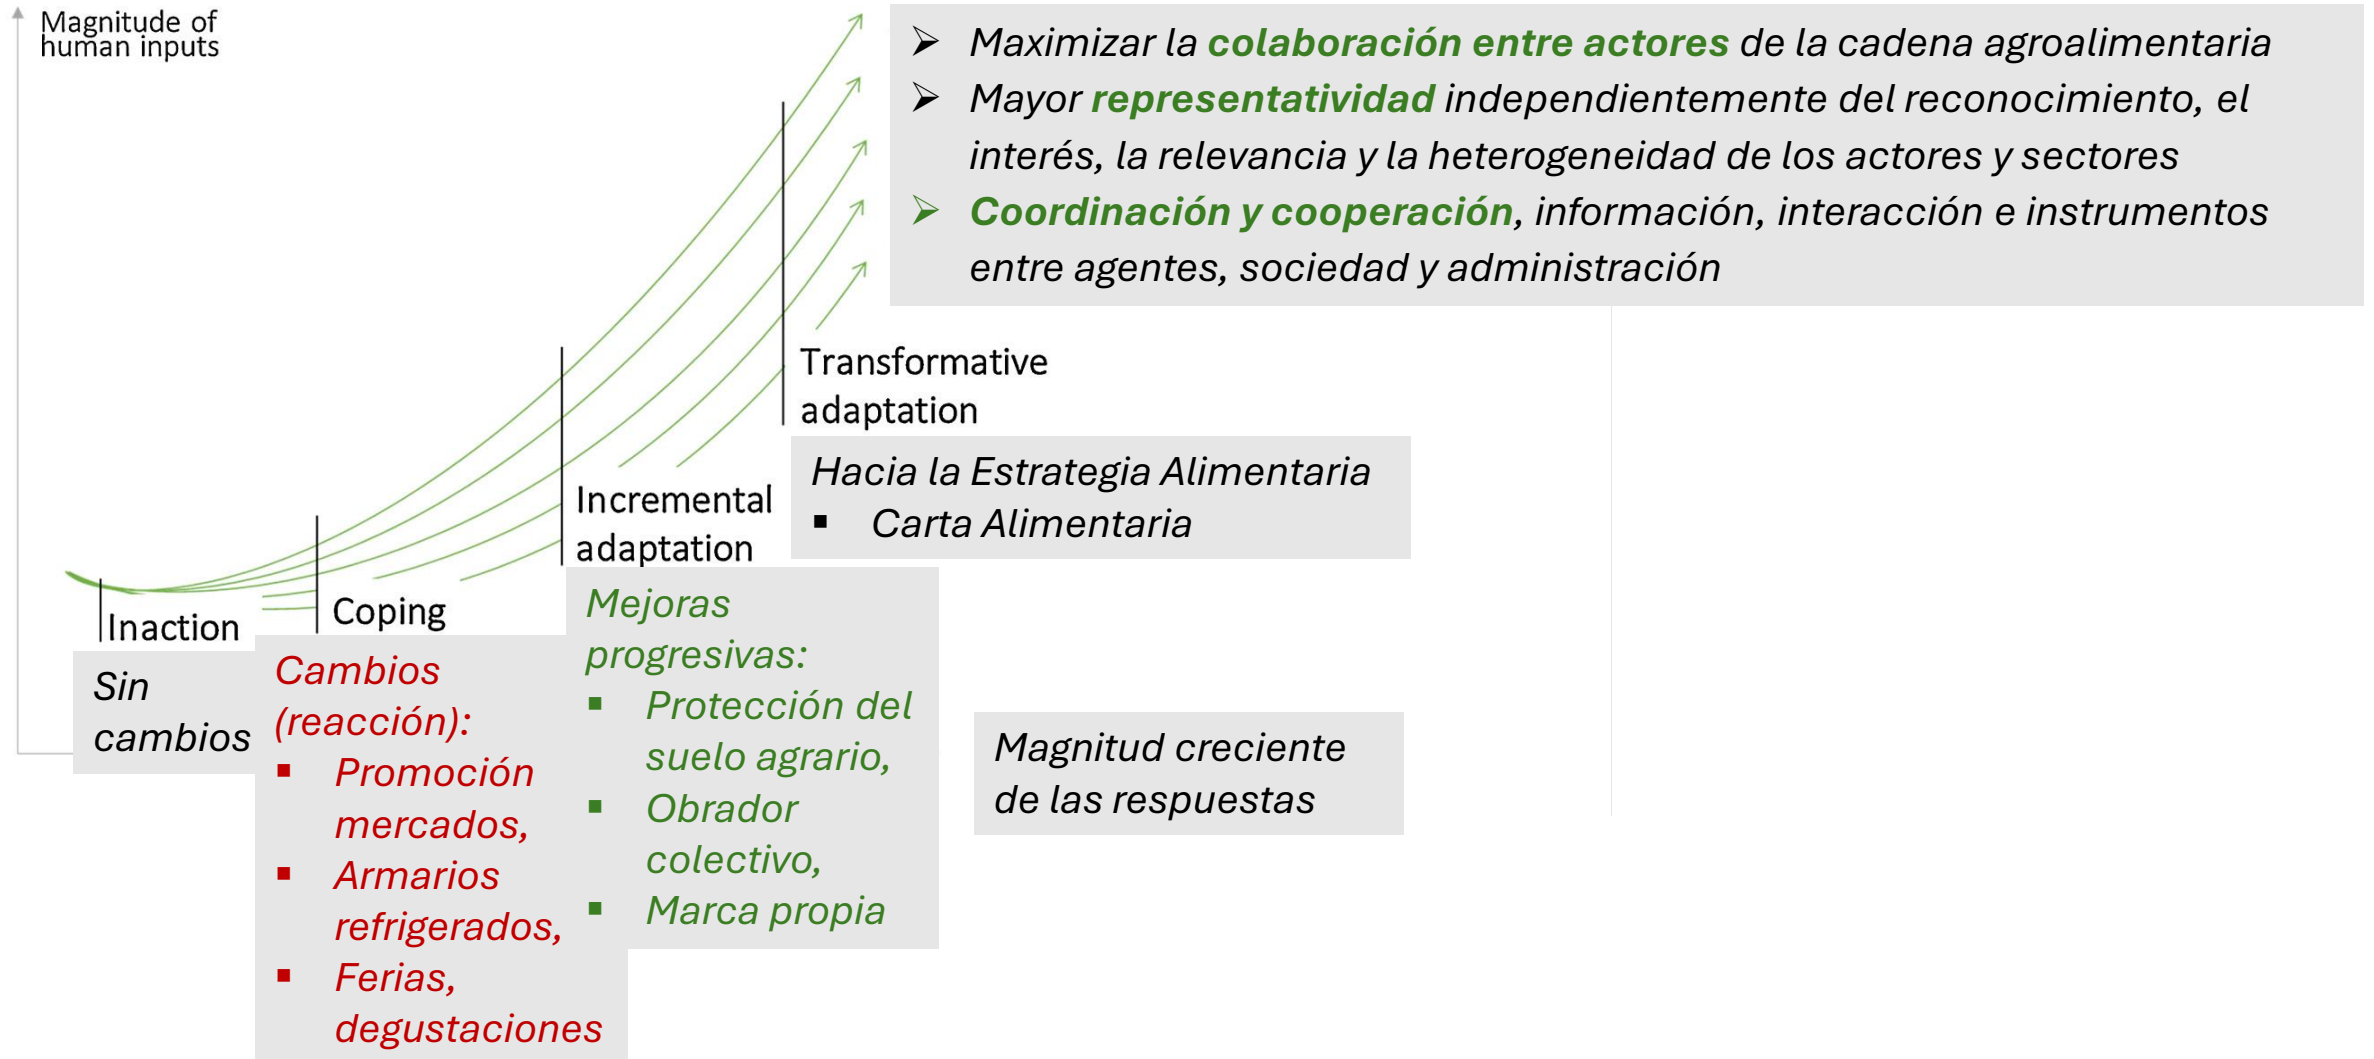 Magnitude of
human inputs
➢ Maximizar la colaboración entre actores de la cadena agroalimentaria
➢ Mayor representatividad independientemente del reconocimiento, el
interés, la relevancia y la heterogeneidad de los actores y sectores
➢ Coordinación y cooperación, información, interacción e instrumentos
entre agentes, sociedad y administración
Transformative
adaptation
Hacia la Estrategia Alimentaria
▪ Carta Alimentaria
Incremental
adaptation
Mejoras
progresivas:
▪ Protección del
suelo agrario,
▪ Obrador
colectivo,
▪ Marca propia
Coping
Cambios
(reacción):
▪ Promoción
mercados,
▪ Armarios
refrigerados,
▪ Ferias,
degustaciones
Inaction
Sin
cambios
Magnitud creciente
de las respuestas